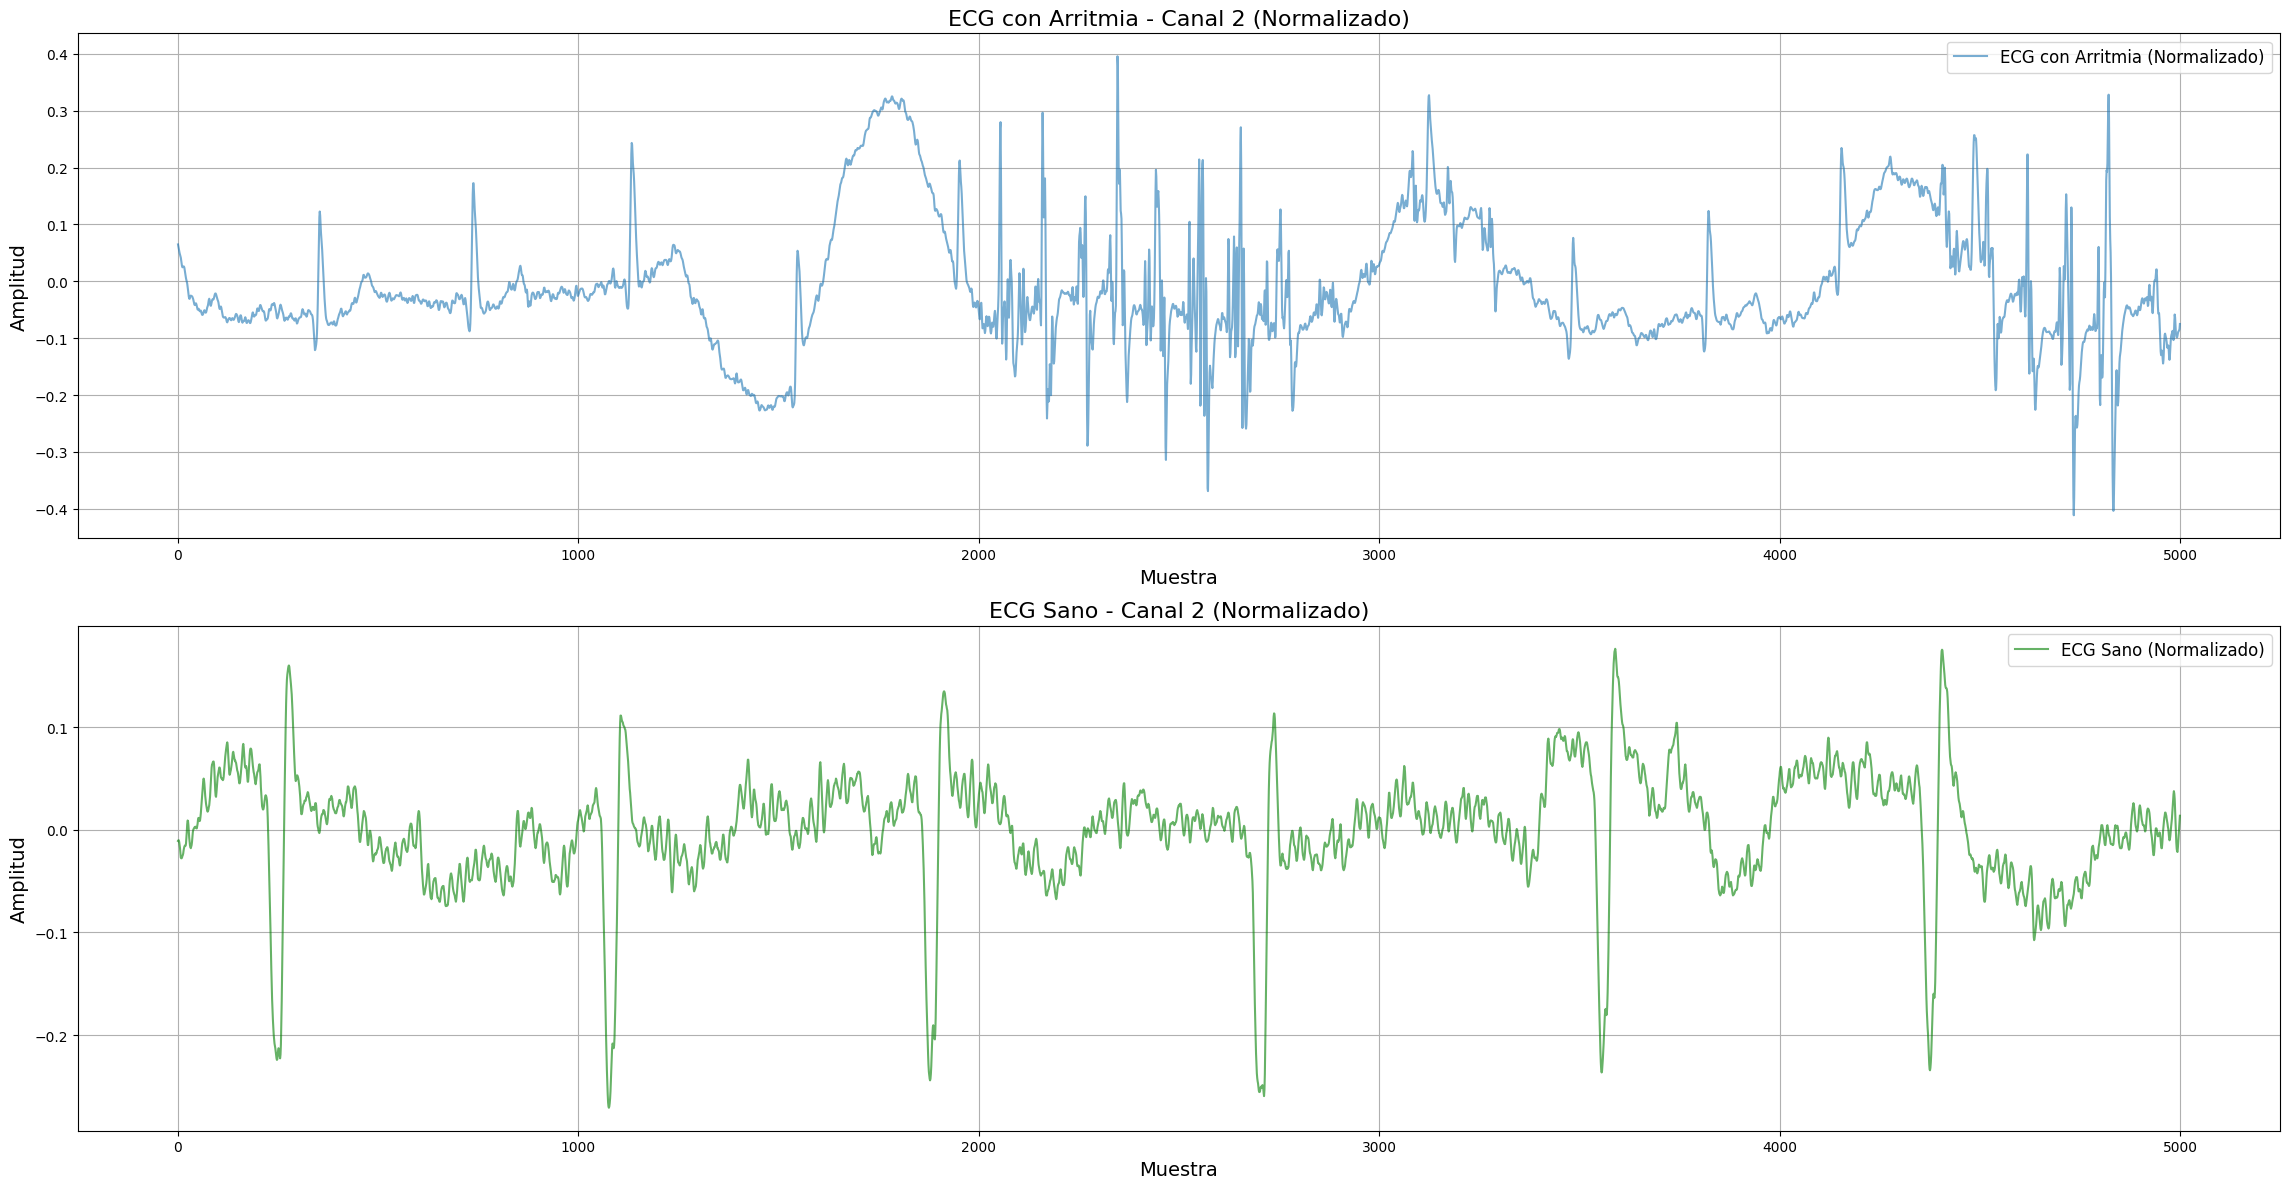 ECG con Arritmia - Canal 2 (Normalizado)
ECG con Arritmia (Normalizado)
0.4
0.3
0.2
0.1
0.0
−0.1
−0.2
−0.3
−0.4
Amplitud
0 1000 2000 3000 4000 5000
Muestra
ECG Sano - Canal 2 (Normalizado)
ECG Sano (Normalizado)
0.1
0.0
−0.1
−0.2
Amplitud
0 1000 2000 3000 4000 5000
Muestra